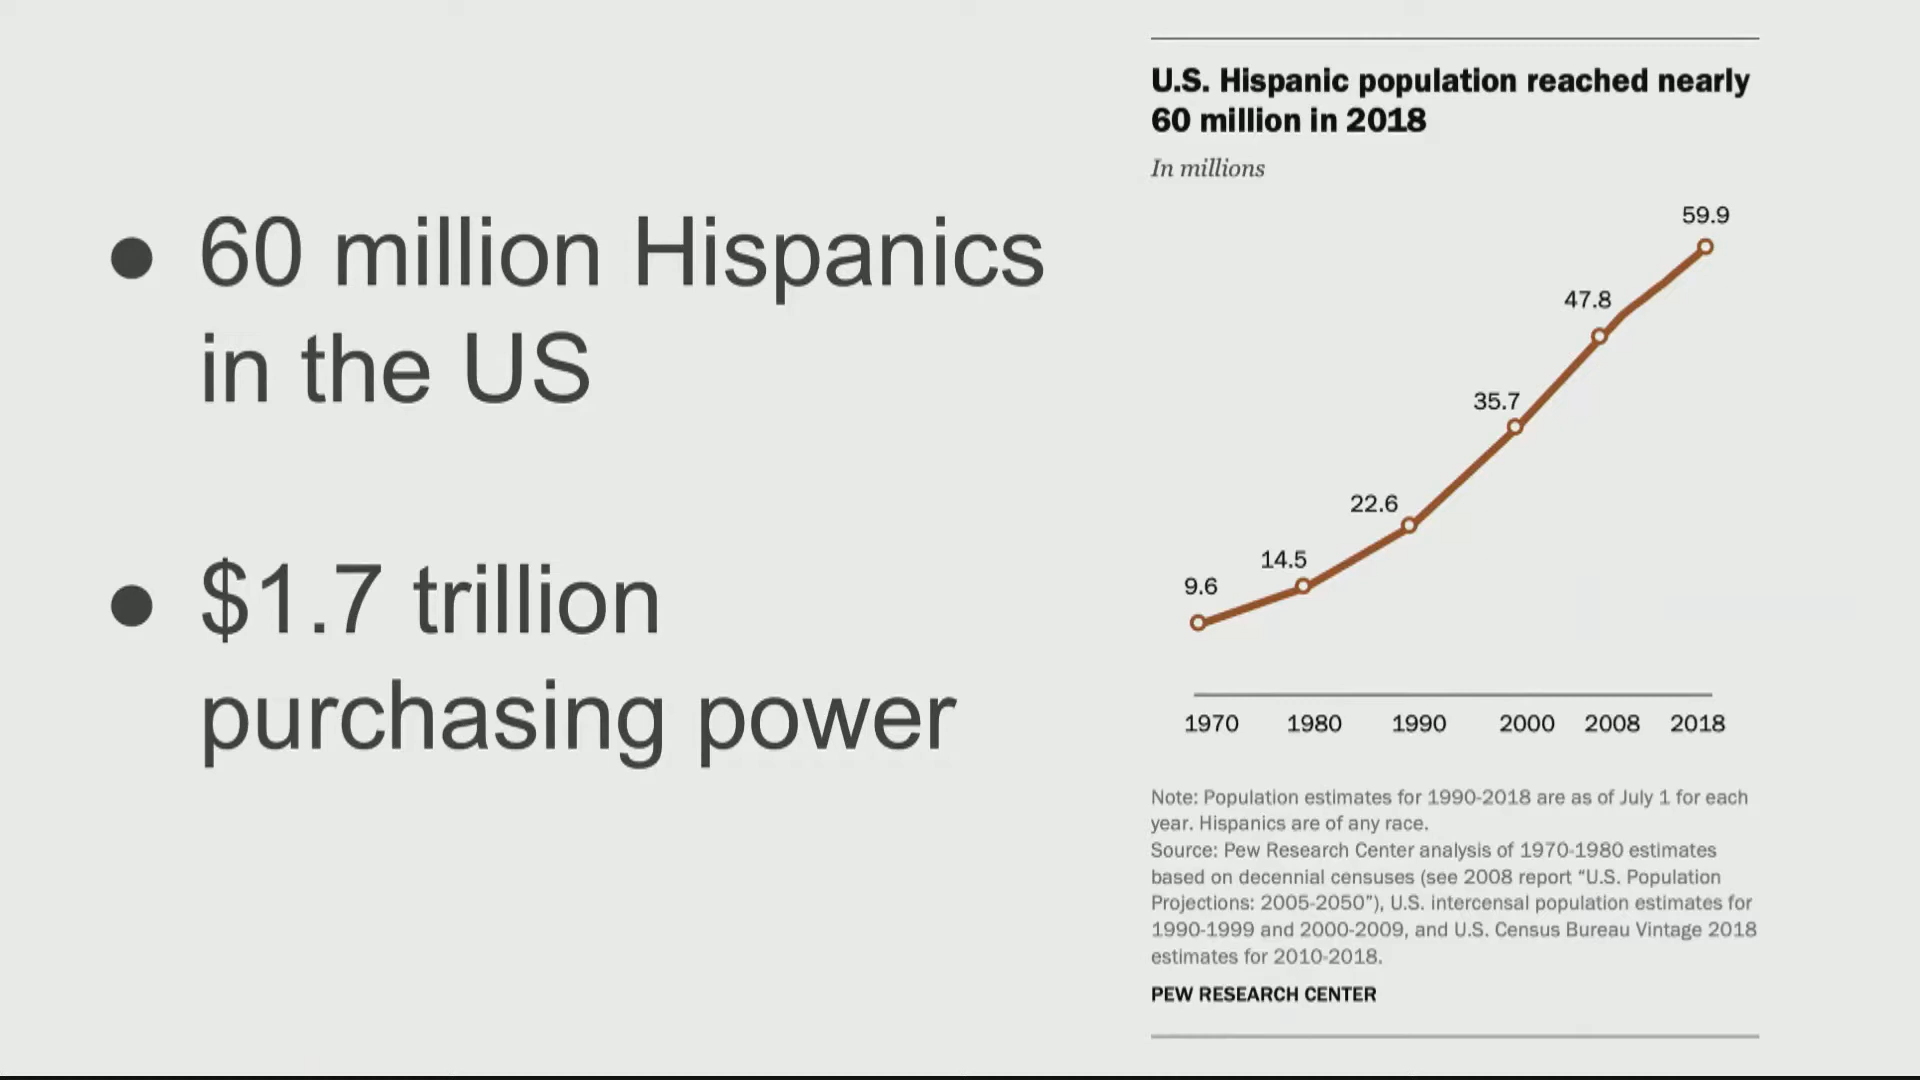 ● 60 million Hispanics
in the US
● $1.7 trillion
purchasing power
U.S. Hispanic population reached nearly
60 million in 2018
In millions
59.9
47.8
35.7
22.6
14.5
9.6
1970 1980 1990 2000 2008 2018
Note: Population estimates for 1990-2018 are as of July 1 for each
year. Hispanics are of any race.
Source: Pew Research Center analysis of 1970-1980 estimates
based on decennial censuses (see 2008 report “U.S. Population
Projections: 2005-2050”), U.S. intercensal population estimates for
1990-1999 and 2000-2009, and U.S. Census Bureau Vintage 2018
estimates for 2010-2018.
PEW RESEARCH CENTER